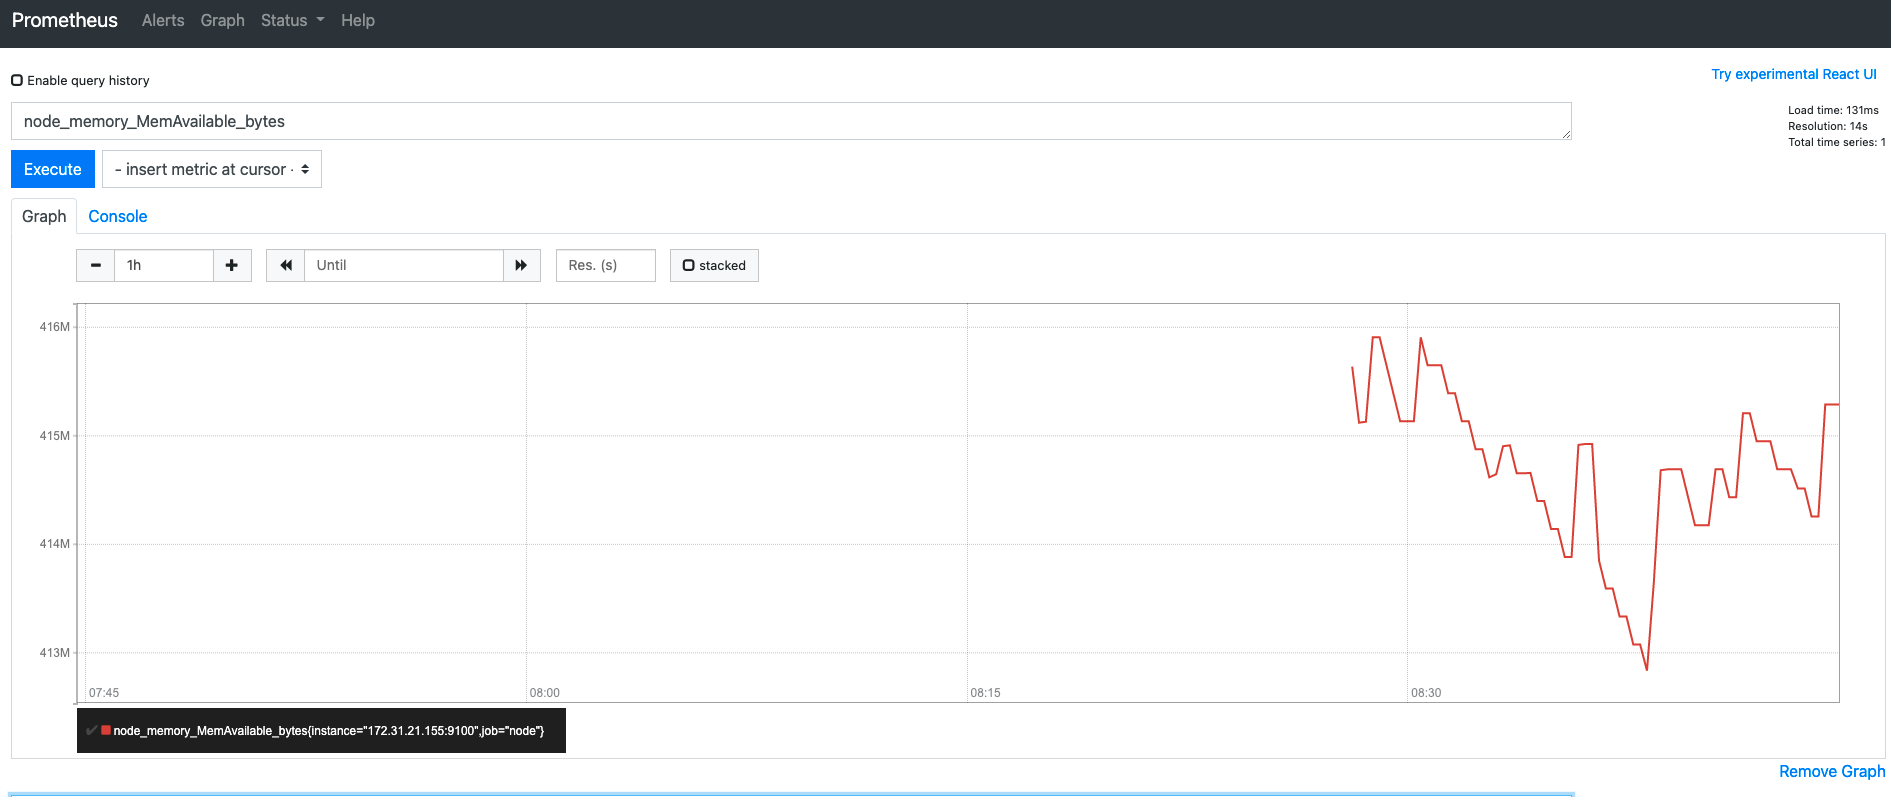 Prometheus Alerts Graph Status Help
Enable query history
Try experimental React UI
node_memory_MemAvailable_bytes
Load time: 131ms
Resolution: 14s
Total time series: 1
Execute
- insert metric at cursor -
Graph Console
1h Until Res. (s) stacked
416M
415M
414M
413M
07:45 08:00 08:15 08:30
node_memory_MemAvailable_bytes{instance="172.31.21.155:9100",job="node"}
Remove Graph